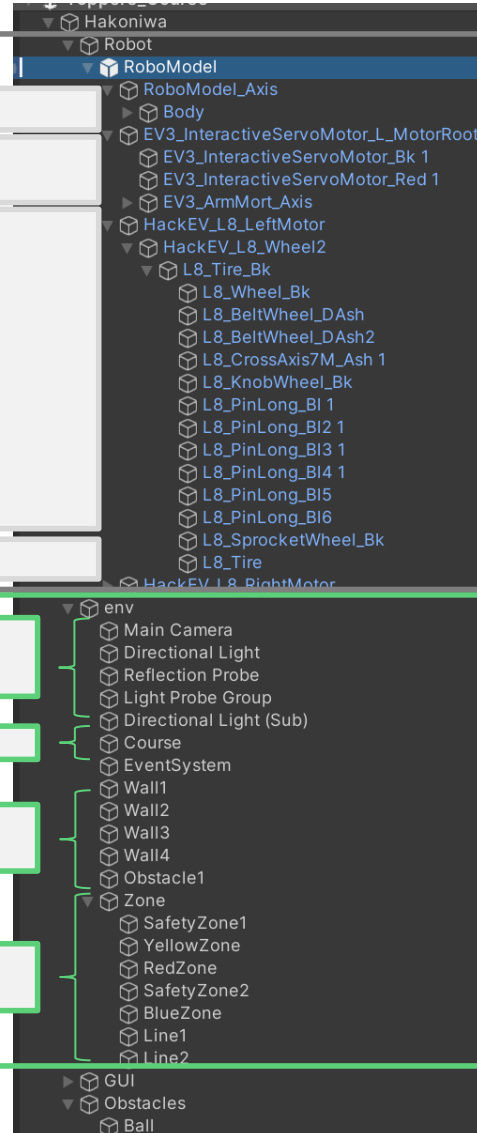 Hakoniwa
Robot
RoboModel
RoboModel_Axis
Body
EV3_InteractiveServoMotor_L_MotorRoot
EV3_InteractiveServoMotor_Bk 1
EV3_InteractiveServoMotor_Red 1
EV3_ArmMort_Axis
HackEV_L8_LeftMotor
HackEV_L8_Wheel2
L8_Tire_Bk
L8_Wheel_Bk
L8_BeltWheel_DAsh
L8_BeltWheel_DAsh2
L8_CrossAxis7M_Ash 1
L8_KnobWheel_Bk
L8_PinLong_Bl 1
L8_PinLong_Bl2 1
L8_PinLong_Bl3 1
L8_PinLong_Bl4 1
L8_PinLong_Bl5
L8_PinLong_Bl6
L8_SprocketWheel_Bk
L8_Tire
HackEV_L8_RightMotor
env
Main Camera
Directional Light
Reflection Probe
Light Probe Group
Directional Light (Sub)
Course
EventSystem
Wall1
Wall2
Wall3
Wall4
Obstacle1
Zone
SafetyZone1
YellowZone
RedZone
SafetyZone2
BlueZone
Line1
Line2
GUI
Obstacles
Ball